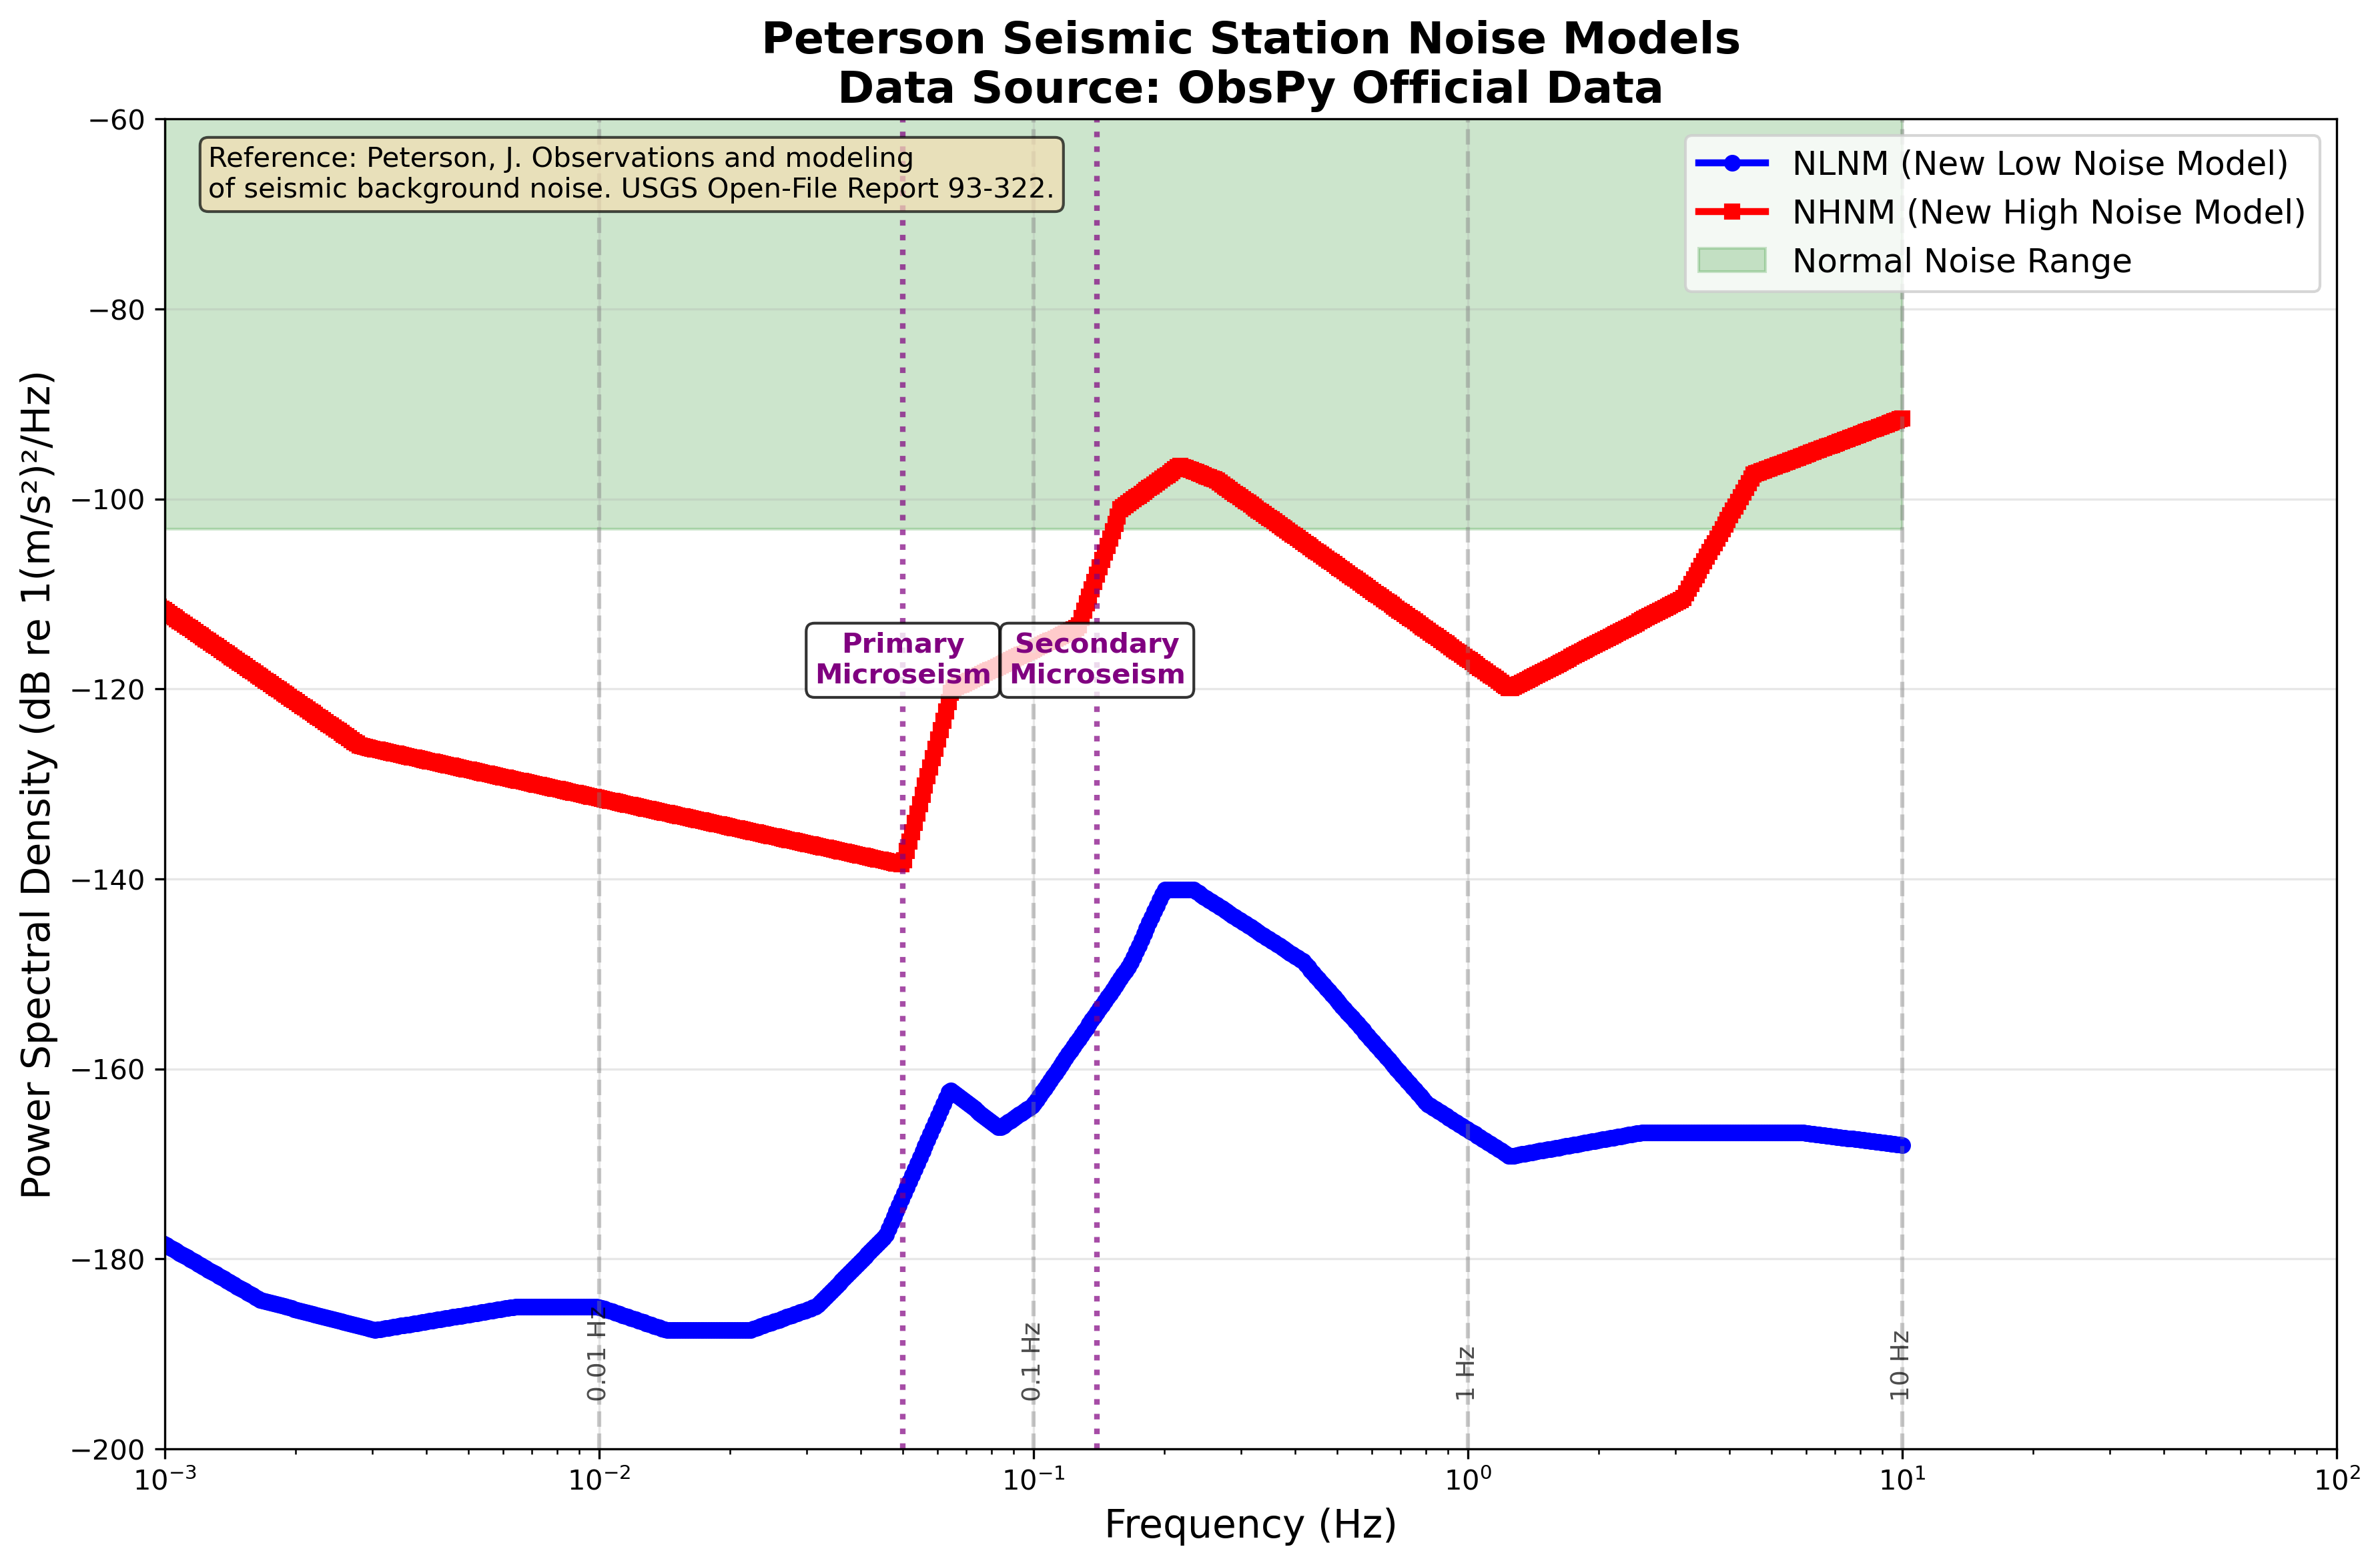 Peterson Seismic Station Noise Models
Data Source: ObsPy Official Data
Reference: Peterson, J. Observations and modeling
of seismic background noise. USGS Open-File Report 93-322.
NLNM (New Low Noise Model)
NHNM (New High Noise Model)
Normal Noise Range
Power Spectral Density (dB re 1(m/s²)²/Hz)
−60
−80
−100
−120
−140
−160
−180
−200
Primary
Microseism
Secondary
Microseism
0.01 Hz
0.1 Hz
1 Hz
10 Hz
10⁻³
10⁻²
10⁻¹
10⁰
10¹
10²
Frequency (Hz)